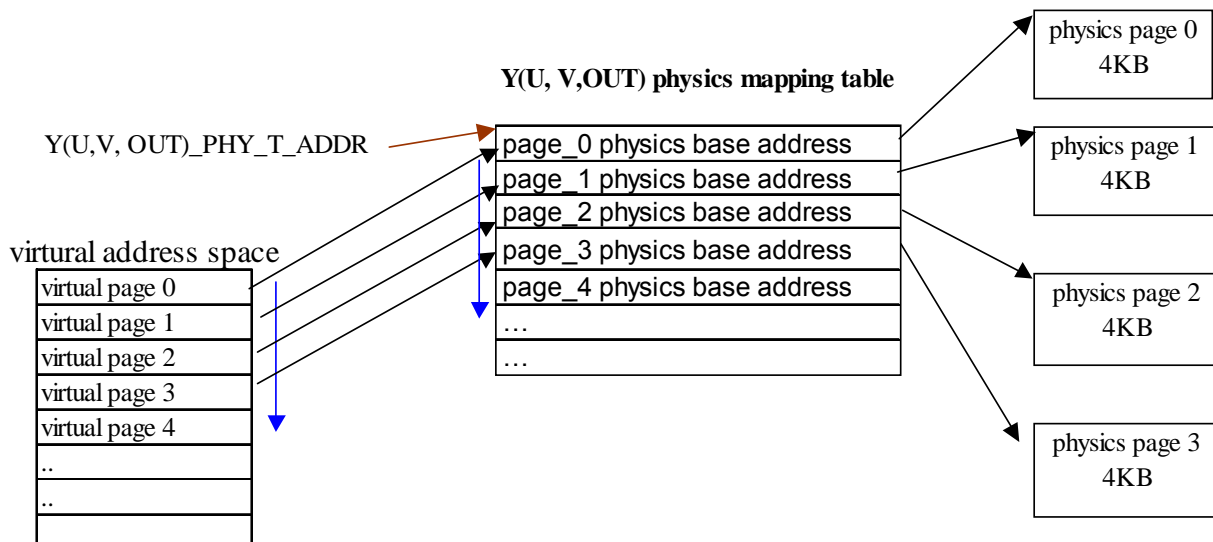 Y(U, V,OUT) physics mapping table
Y(U,V, OUT)_PHY_T_ADDR
page_0 physics base address
page_1 physics base address
page_2 physics base address
page_3 physics base address
page_4 physics base address
…
…
virtural address space
virtual page 0
virtual page 1
virtual page 2
virtual page 3
virtual page 4
..
..
physics page 0
4KB
physics page 1
4KB
physics page 2
4KB
physics page 3
4KB